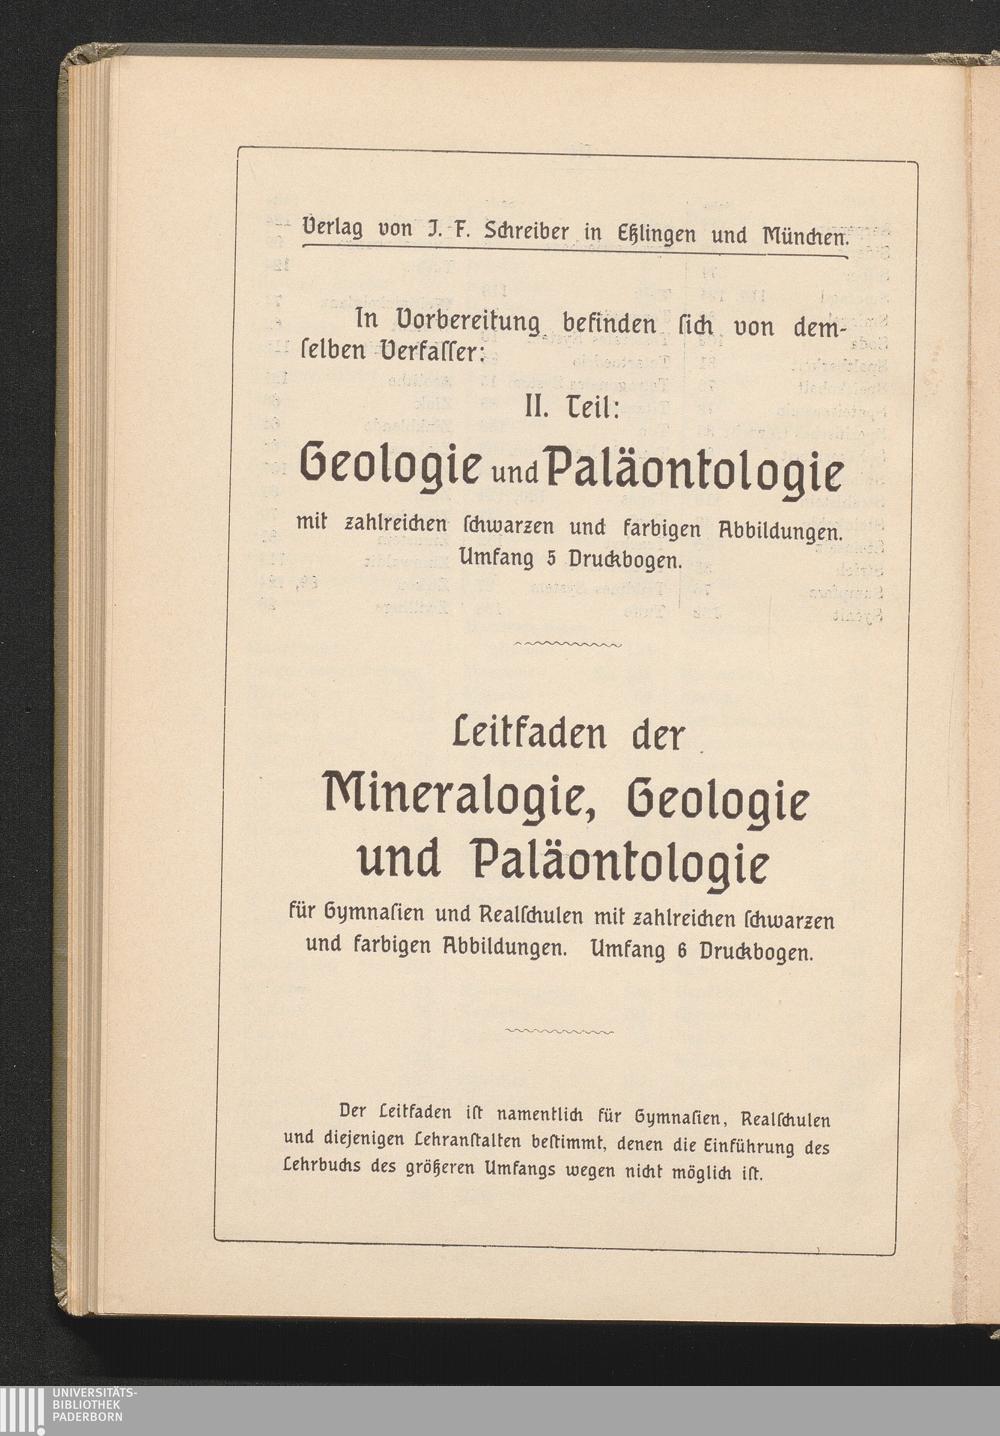 Verlag von J. F. Schreiber in Eßlingen und München.
In Vorbereitung befinden ſich von dem-
ſelben Verfaſſer:
II. Teil:
Geologie und Paläontologie
mit zahlreichen ſchwarzen und farbigen Abbildungen.
Umfang 5 Druckbogen.
Leitfaden der
Mineralogie, Geologie
und Paläontologie
für Gymnaſien und Realſchulen mit zahlreichen ſchwarzen
und farbigen Abbildungen. Umfang 6 Druckbogen.
Der Leitfaden iſt namentlich für Gymnaſien, Realſchulen
und diejenigen Lehranſtalten beſtimmt, denen die Einführung des
Lehrbuchs des größeren Umfangs wegen nicht möglich iſt.
UNIVERSITÄTS-
BIBLIOTHEK
PADERBORN